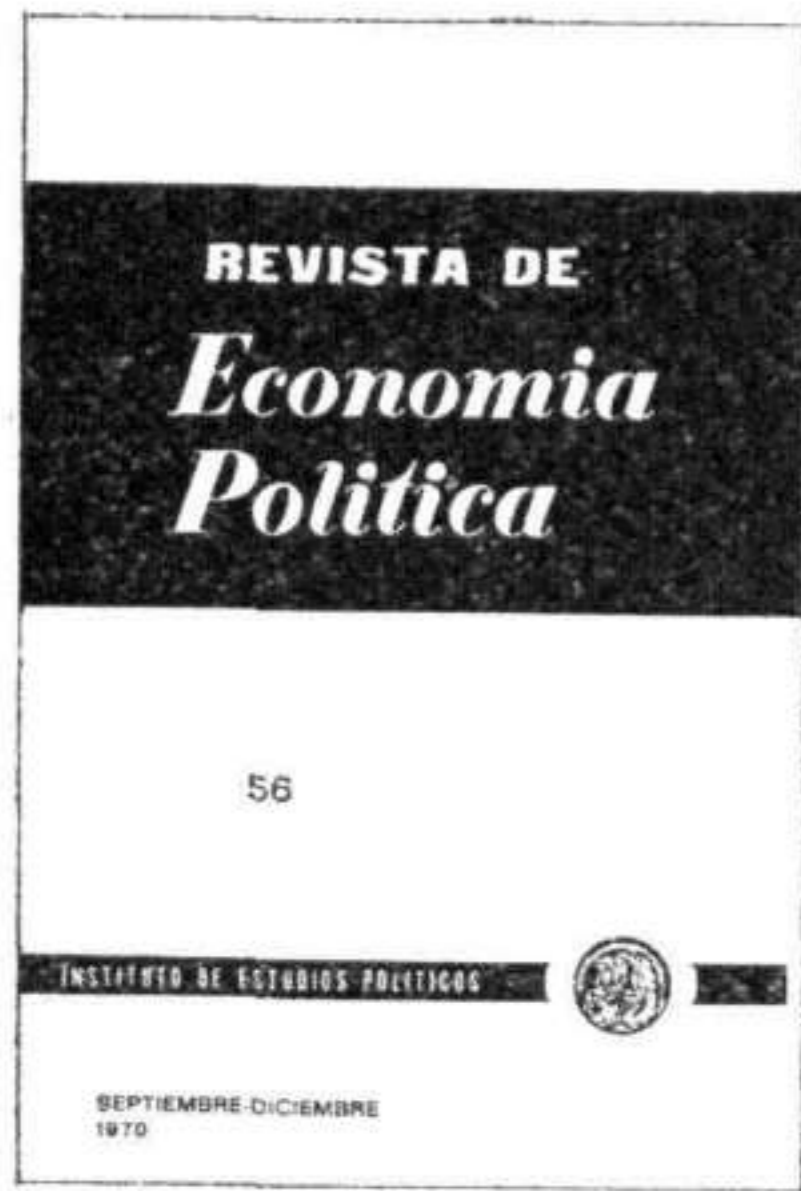 REVISTA DE
Economia
Politica
56
INSTITUTO DE ESTUDIOS POLITICOS
SEPTIEMBRE-DICIEMBRE
1970